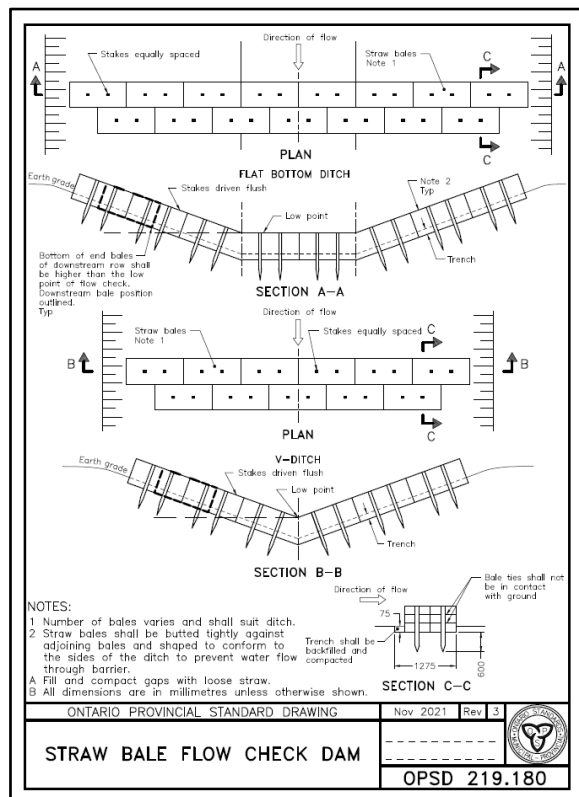 Direction of flow
Stakes equally spaced
Straw bales
Note 1
C
A
A
C
PLAN
FLAT BOTTOM DITCH
Earth grade
Stakes driven flush
Note 2
Typ
Low point
Bottom of end bales
of downstream row shall
be higher than the low
point of flow check.
Downstream bale position
outlined.
Typ
Trench
SECTION A-A
Direction of flow
Straw bales
Note 1
Stakes equally spaced
C
B
B
C
PLAN
V-DITCH
Earth grade
Stakes driven flush
Low point
Trench
SECTION B-B
Direction of flow
Bale ties shall not
be in contact
with ground
75
Trench shall be
backfilled and
compacted
1275
600
SECTION C-C
NOTES:
1 Number of bales varies and shall suit ditch.
2 Straw bales shall be butted tightly against
adjoining bales and shaped to conform to
the sides of the ditch to prevent water flow
through barrier.
A Fill and compact gaps with loose straw.
B All dimensions are in millimetres unless otherwise shown.
ONTARIO PROVINCIAL STANDARD DRAWING
Nov 2021
Rev
3
STRAW BALE FLOW CHECK DAM
OPSD 219.180